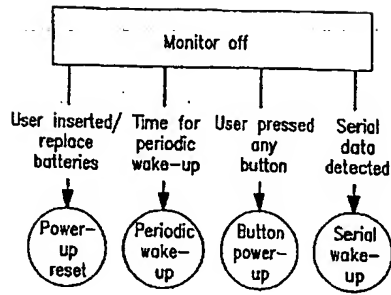 Monitor off
User inserted/
replace
batteries
Time for
periodic
wake-up
User pressed
any
button
Serial
data
detected
Power-
up
reset
Periodic
wake-
up
Button
power-
up
Serial
wake-
up